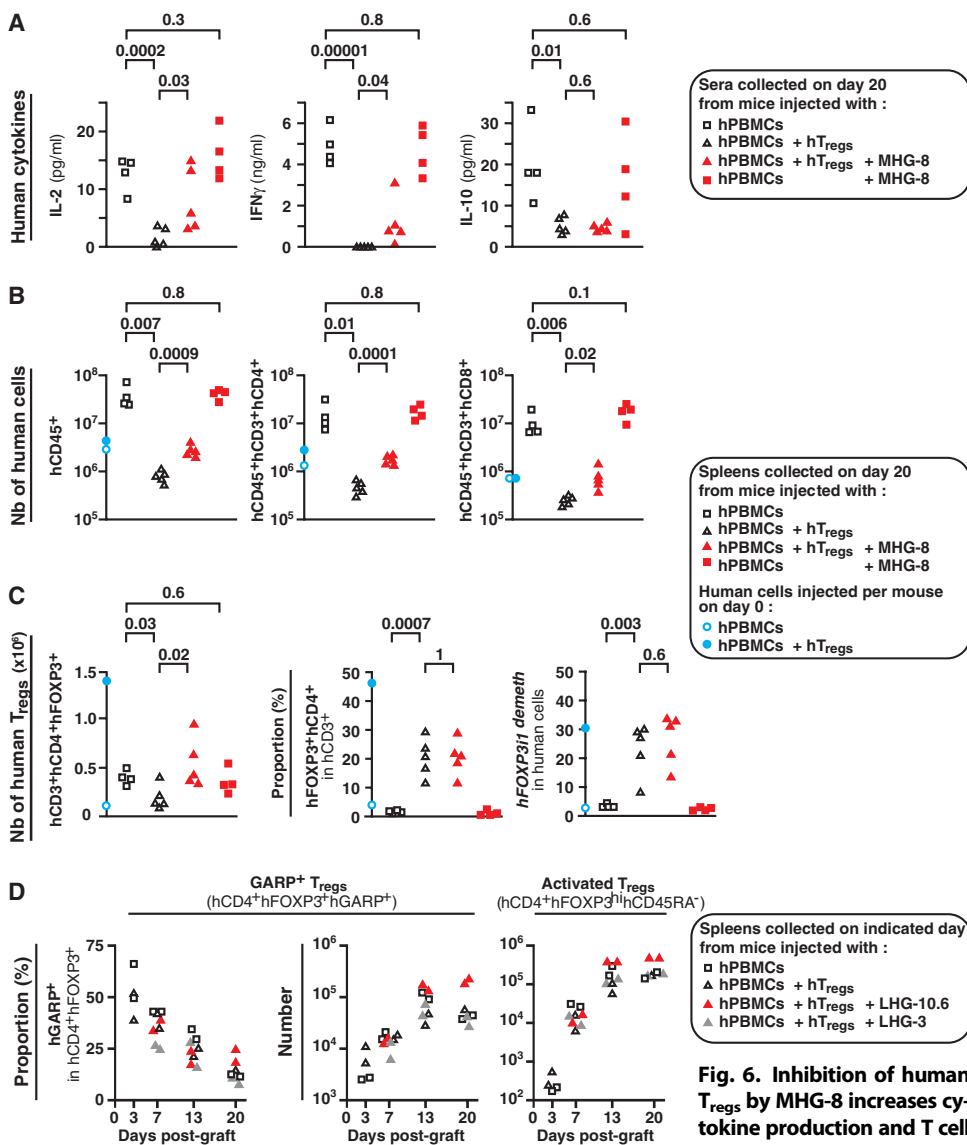 A
Human cytokines
0.3
0.0002
0.03
IL-2 (pg/ml)
20
15
10
5
0
0.8
0.00001
0.04
IFNγ (ng/ml)
6
4
2
0
0.6
0.01
0.6
IL-10 (pg/ml)
30
20
10
0
Sera collected on day 20
from mice injected with :
hPBMCs
hPBMCs + hTregs
hPBMCs + hTregs + MHG-8
hPBMCs + MHG-8
B
Nb of human cells
0.8
0.007
0.0009
hCD45+
10⁸
10⁷
10⁶
10⁵
0.8
0.01
0.0001
hCD45+hCD3+hCD4+
10⁸
10⁷
10⁶
10⁵
0.1
0.006
0.02
hCD45+hCD3+hCD8+
10⁸
10⁷
10⁶
10⁵
Spleens collected on day 20
from mice injected with :
hPBMCs
hPBMCs + hTregs
hPBMCs + hTregs + MHG-8
hPBMCs + MHG-8
Human cells injected per mouse
on day 0 :
hPBMCs
hPBMCs + hTregs
C
Nb of human Tregs (x10⁶)
0.6
0.03
0.02
hCD3+hCD4+hFOXP3+
1.5
1.0
0.5
0
Proportion (%)
0.0007
1
hFOXP3+hCD4+
in hCD3+
50
40
30
20
10
0
0.003
0.6
hFOXP3i1 demeth
in human cells
50
40
30
20
10
0
D
GARP+ Tregs
(hCD4+hFOXP3+hGARP+)
Activated Tregs
(hCD4+hFOXP3hihCD45RA-)
Proportion (%)
hGARP+
in hCD4+hFOXP3+
75
50
25
0
0 3 7 13 20
Days post-graft
Number
10⁶
10⁵
10⁴
10³
0 3 7 13 20
Days post-graft
10⁶
10⁵
10⁴
10³
10²
0 3 7 13 20
Days post-graft
Spleens collected on indicated day
from mice injected with :
hPBMCs
hPBMCs + hTregs
hPBMCs + hTregs + LHG-10.6
hPBMCs + hTregs + LHG-3
Fig. 6. Inhibition of human
Tregs by MHG-8 increases cy-
tokine production and T cell